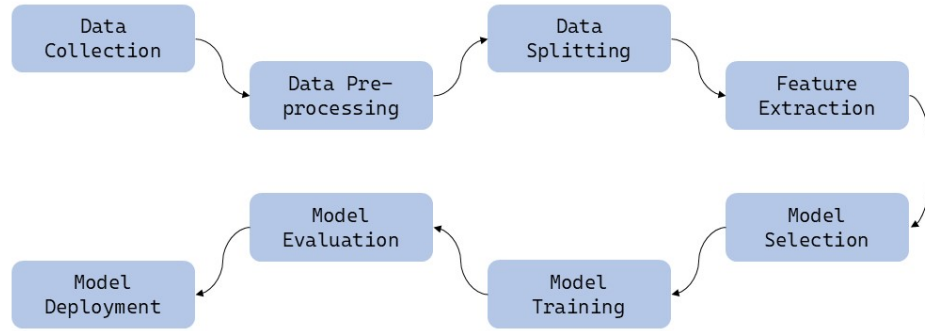 Data
Collection
Data Pre-
processing
Data
Splitting
Feature
Extraction
Model
Selection
Model
Training
Model
Evaluation
Model
Deployment